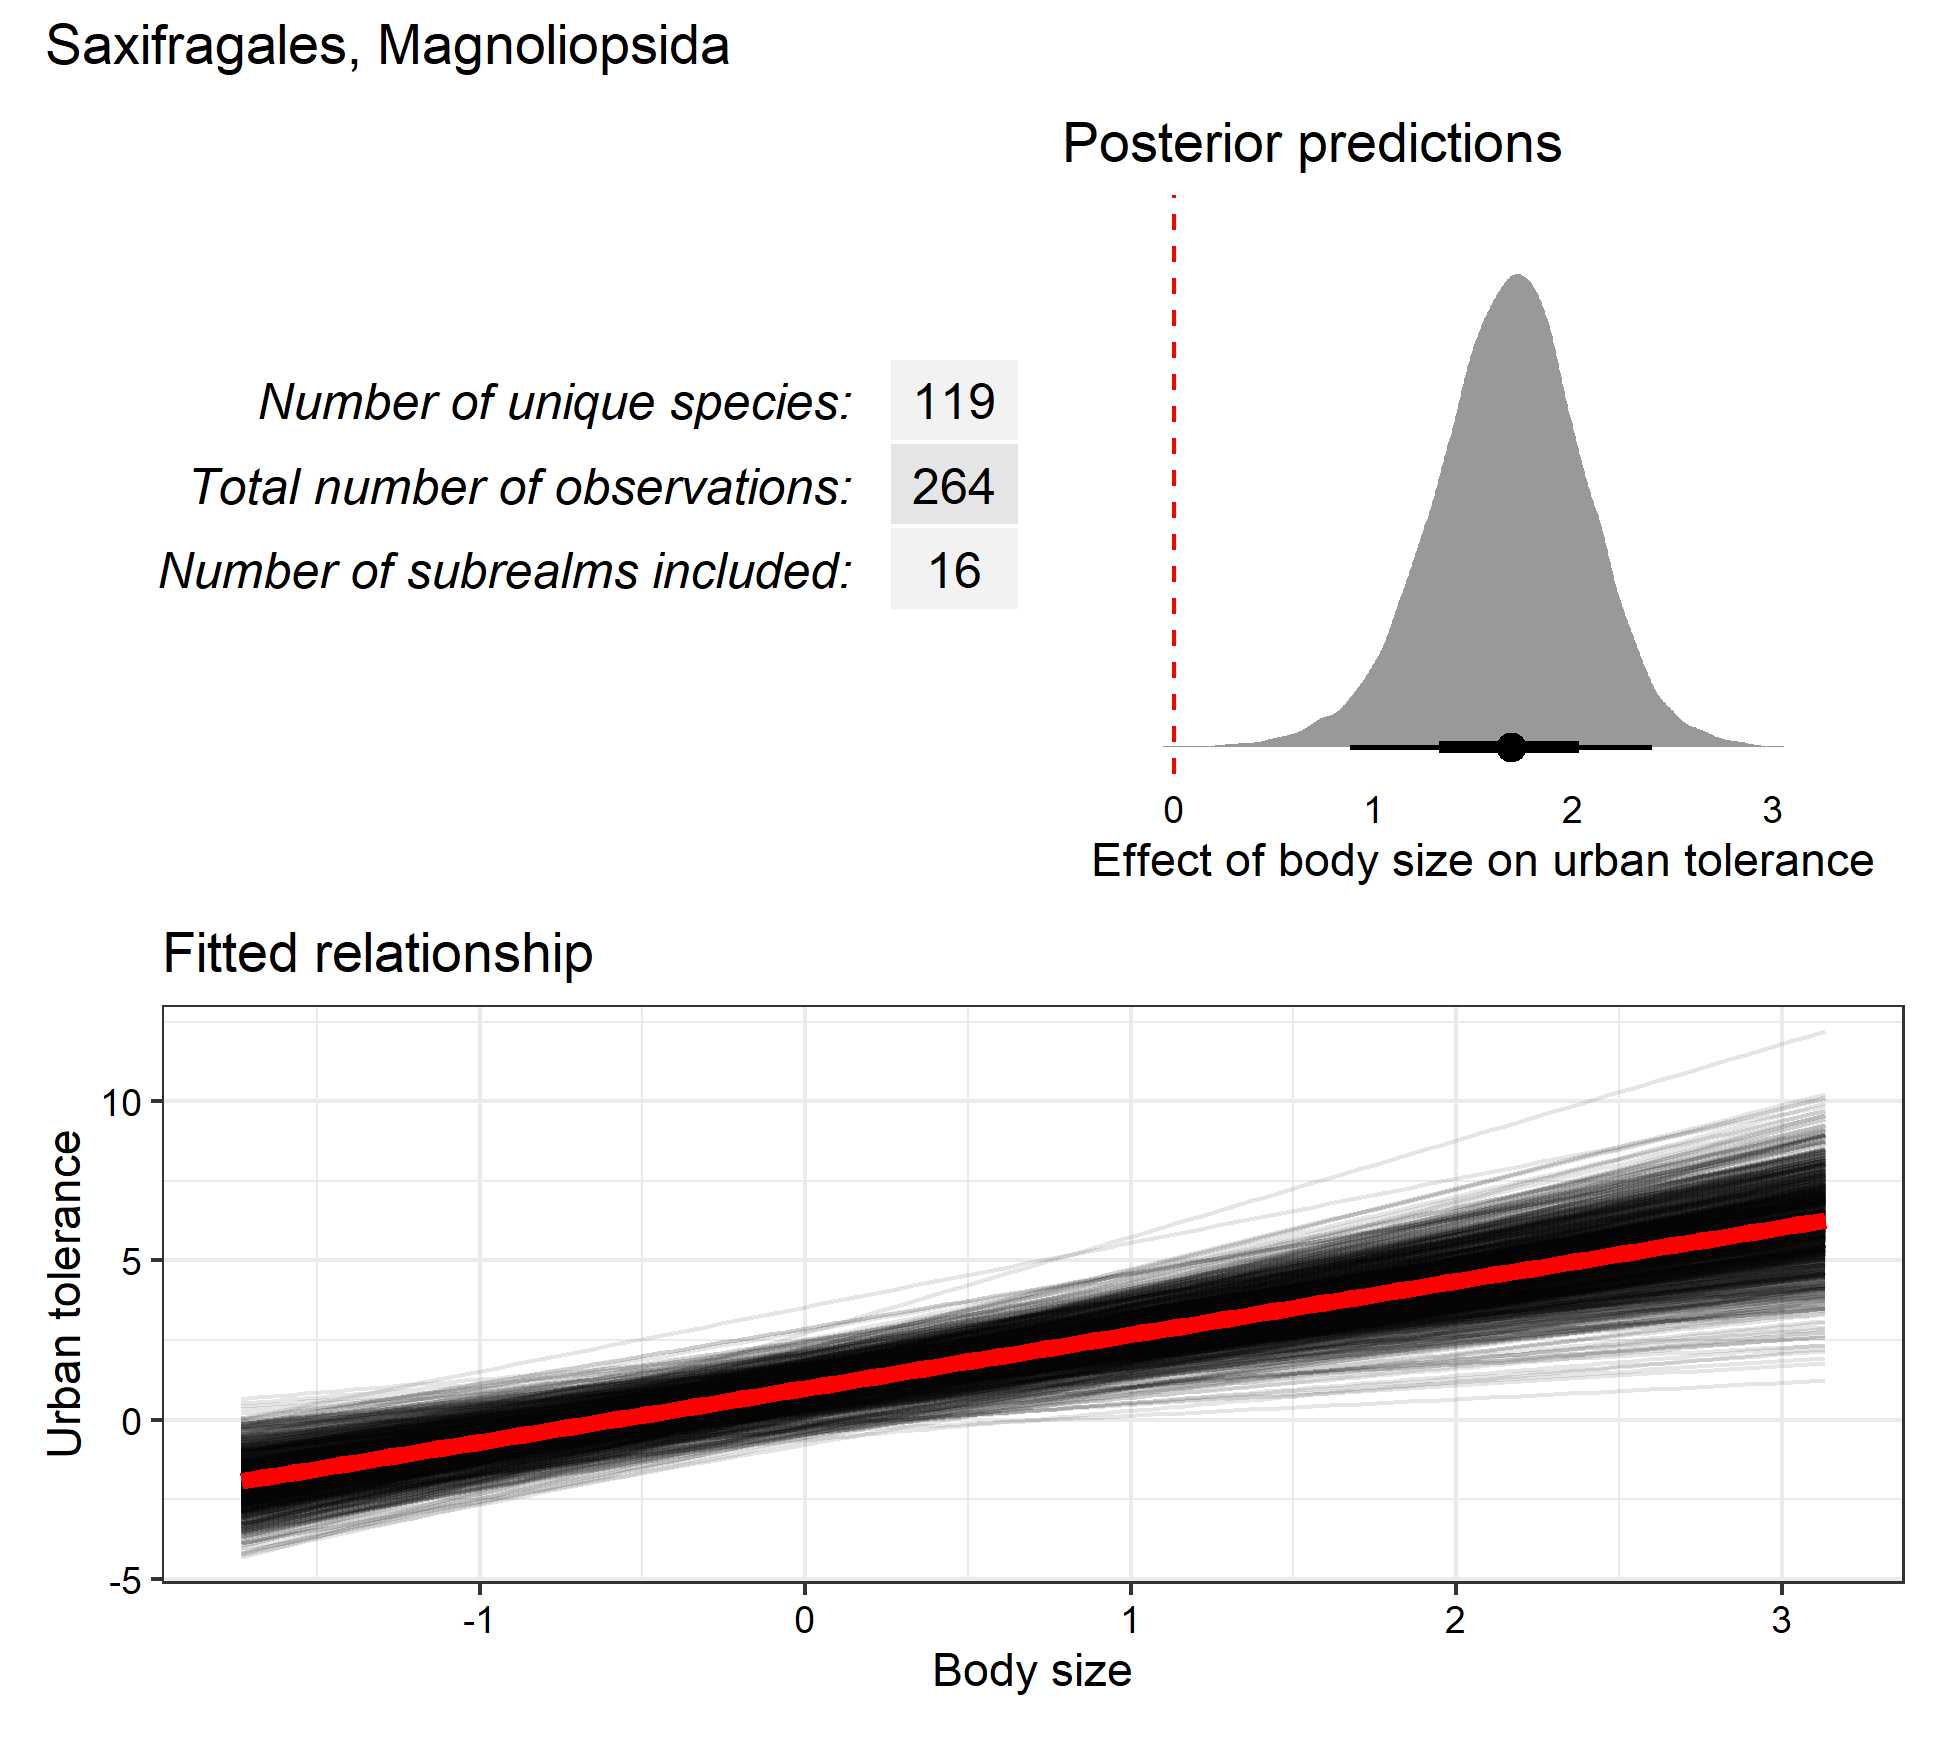 Saxifragales, Magnoliopsida
Posterior predictions
Number of unique species: 119
Total number of observations: 264
Number of subrealms included: 16
0 1 2 3
Effect of body size on urban tolerance
Fitted relationship
10
5
0
-5
Urban tolerance
-1 0 1 2 3
Body size